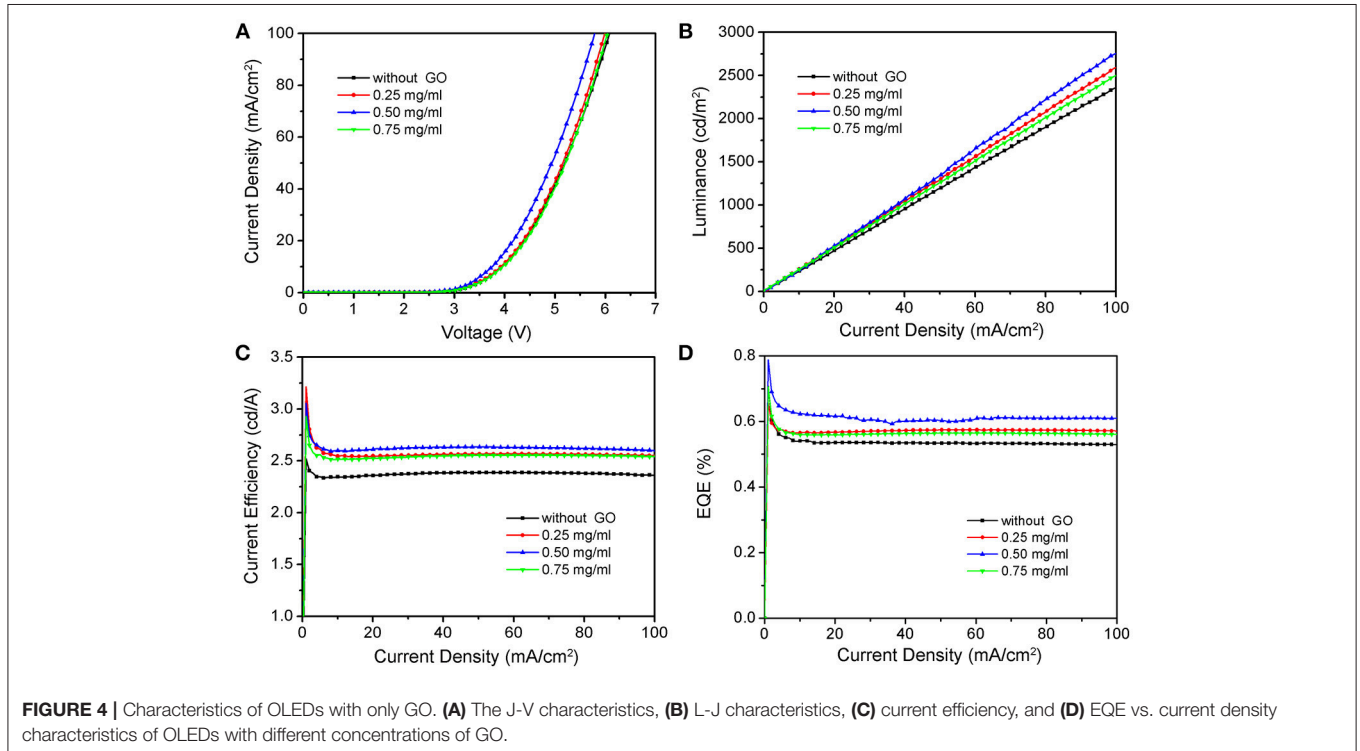 A
Current Density (mA/cm²)
100
80
60
40
20
0
without GO
0.25 mg/ml
0.50 mg/ml
0.75 mg/ml
0 1 2 3 4 5 6 7
Voltage (V)
B
Luminance (cd/m²)
3000
2500
2000
1500
1000
500
0
without GO
0.25 mg/ml
0.50 mg/ml
0.75 mg/ml
0 20 40 60 80 100
Current Density (mA/cm²)
C
Current Efficiency (cd/A)
3.5
3.0
2.5
2.0
1.5
1.0
without GO
0.25 mg/ml
0.50 mg/ml
0.75 mg/ml
0 20 40 60 80 100
Current Density (mA/cm²)
D
EQE (%)
0.8
0.6
0.4
0.2
0.0
without GO
0.25 mg/ml
0.50 mg/ml
0.75 mg/ml
0 20 40 60 80 100
Current Density (mA/cm²)
FIGURE 4 | Characteristics of OLEDs with only GO. (A) The J-V characteristics, (B) L-J characteristics, (C) current efficiency, and (D) EQE vs. current density
characteristics of OLEDs with different concentrations of GO.